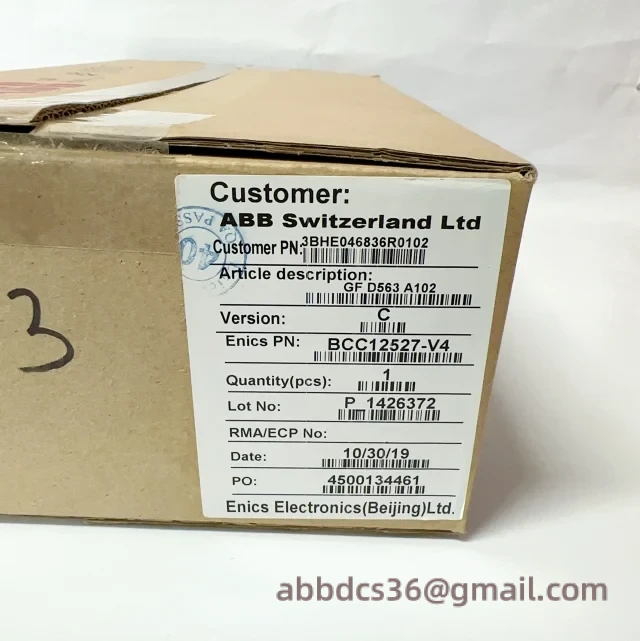 Customer:
ABB Switzerland Ltd
Customer PN: 3BHE046836R0102
Article description:
GF D563 A102
Version: C
Enics PN: BCC12527-V4
Quantity(pcs): 1
Lot No: P 1426372
RMA/ECP No:
Date: 10/30/19
PO: 4500134461
Enics Electronics(Beijing)Ltd.
3
PASS
40
abbdcs36@gmail.com